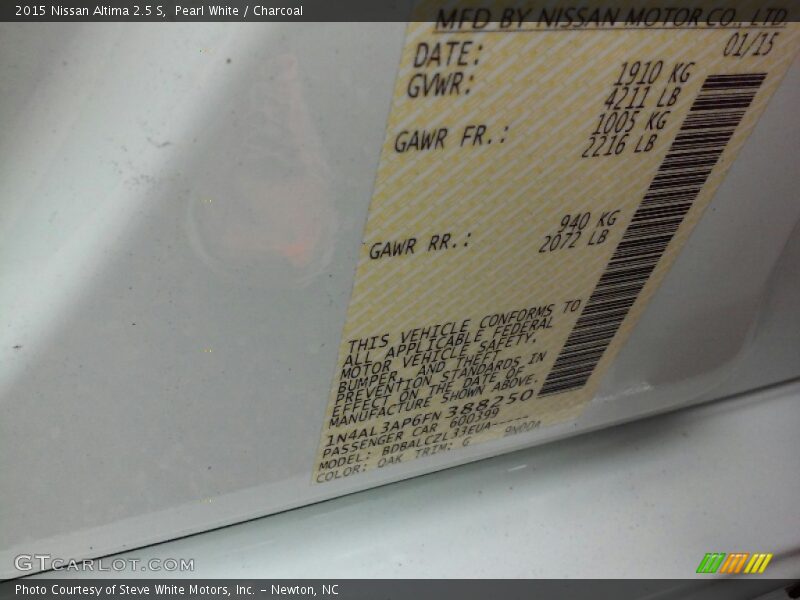 2015 Nissan Altima 2.5 S, Pearl White / Charcoal
MFD BY NISSAN MOTOR CO., LTD.
DATE: 01/15
GVWR: 1910 KG
4211 LB
GAWR FR.: 1005 KG
2216 LB
GAWR RR.: 940 KG
2072 LB
THIS VEHICLE CONFORMS TO
ALL APPLICABLE FEDERAL
MOTOR VEHICLE SAFETY,
BUMPER, AND THEFT
PREVENTION STANDARDS IN
EFFECT ON THE DATE OF
MANUFACTURE SHOWN ABOVE.
1N4AL3AP6FN388250
PASSENGER CAR 600399
MODEL: BDBALCZL33EUA-----
COLOR: QAK TRIM: G
GTCARLOT.COM
Photo Courtesy of Steve White Motors, Inc. – Newton, NC